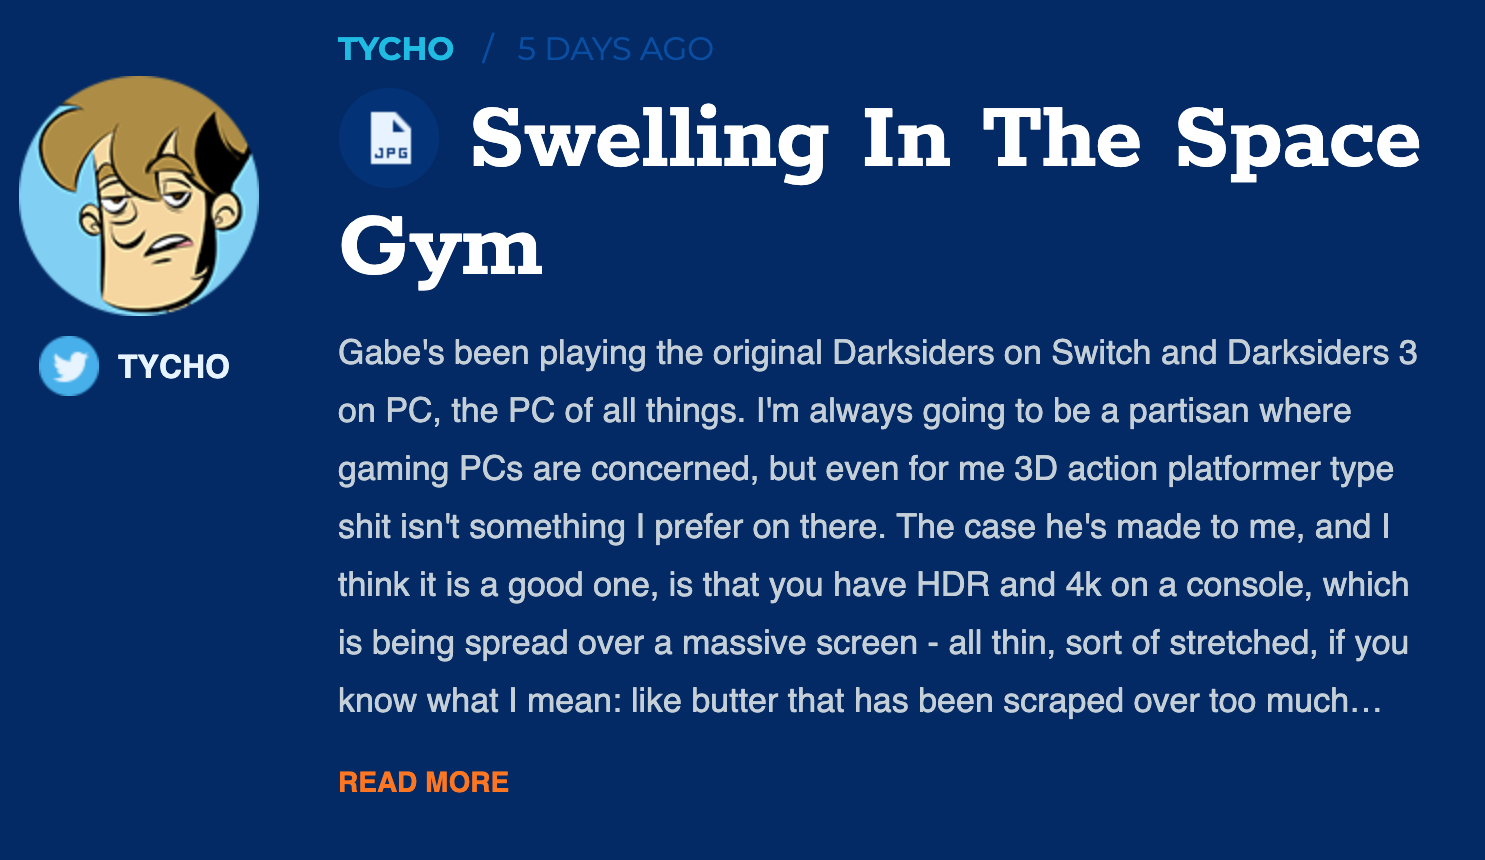 TYCHO / 5 DAYS AGO
JPG
Swelling In The Space
Gym
TYCHO
Gabe's been playing the original Darksiders on Switch and Darksiders 3
on PC, the PC of all things. I'm always going to be a partisan where
gaming PCs are concerned, but even for me 3D action platformer type
shit isn't something I prefer on there. The case he's made to me, and I
think it is a good one, is that you have HDR and 4k on a console, which
is being spread over a massive screen - all thin, sort of stretched, if you
know what I mean: like butter that has been scraped over too much…
READ MORE